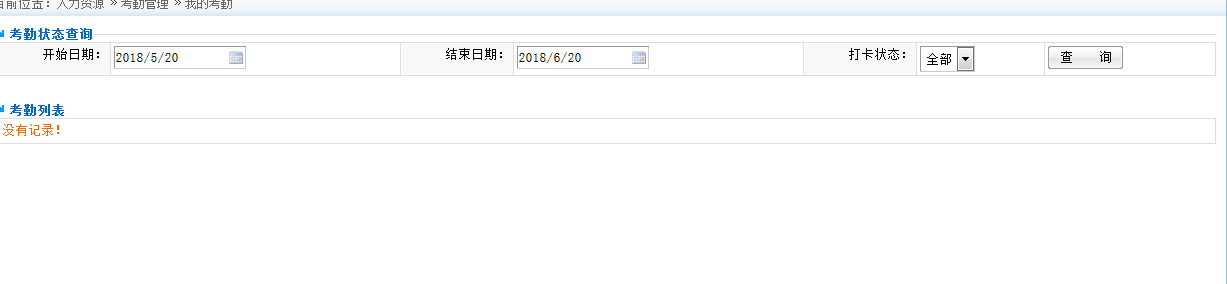 目前位置：人力资源 » 考勤管理 » 我的考勤
考勤状态查询
开始日期： 2018/5/20 结束日期： 2018/6/20 打卡状态： 全部 查 询
考勤列表
没有记录！